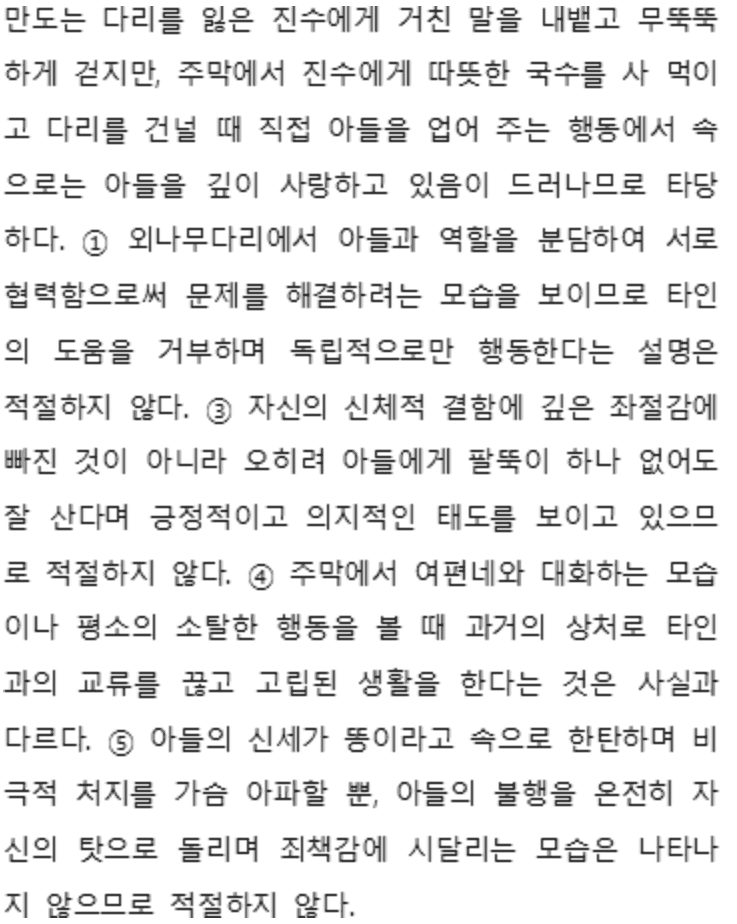 만도는 다리를 잃은 진수에게 거친 말을 내뱉고 무뚝뚝
하게 걷지만, 주막에서 진수에게 따뜻한 국수를 사 먹이
고 다리를 건널 때 직접 아들을 업어 주는 행동에서 속
으로는 아들을 깊이 사랑하고 있음이 드러나므로 타당
하다. ① 외나무다리에서 아들과 역할을 분담하여 서로
협력함으로써 문제를 해결하려는 모습을 보이므로 타인
의 도움을 거부하며 독립적으로만 행동한다는 설명은
적절하지 않다. ③ 자신의 신체적 결함에 깊은 좌절감에
빠진 것이 아니라 오히려 아들에게 팔뚝이 하나 없어도
잘 산다며 긍정적이고 의지적인 태도를 보이고 있으므
로 적절하지 않다. ④ 주막에서 여편네와 대화하는 모습
이나 평소의 소탈한 행동을 볼 때 과거의 상처로 타인
과의 교류를 끊고 고립된 생활을 한다는 것은 사실과
다르다. ⑤ 아들의 신세가 똥이라고 속으로 한탄하며 비
극적 처지를 가슴 아파할 뿐, 아들의 불행을 온전히 자
신의 탓으로 돌리며 죄책감에 시달리는 모습은 나타나
지 않으므로 적절하지 않다.